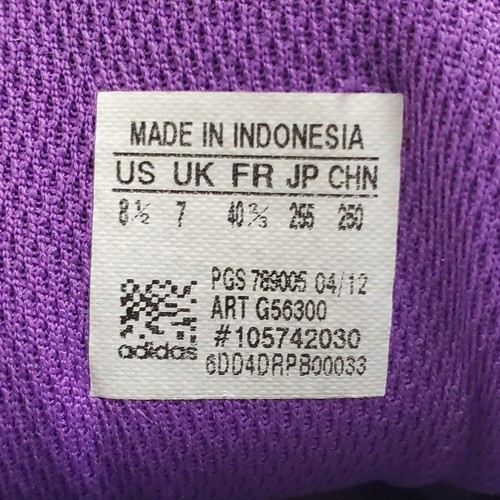 MADE IN INDONESIA
US UK FR JP CHN
8½ 7 40⅔ 255 250
PGS 789005 04/12
ART G56300
#105742030
adidas
6DD4DRPB00033